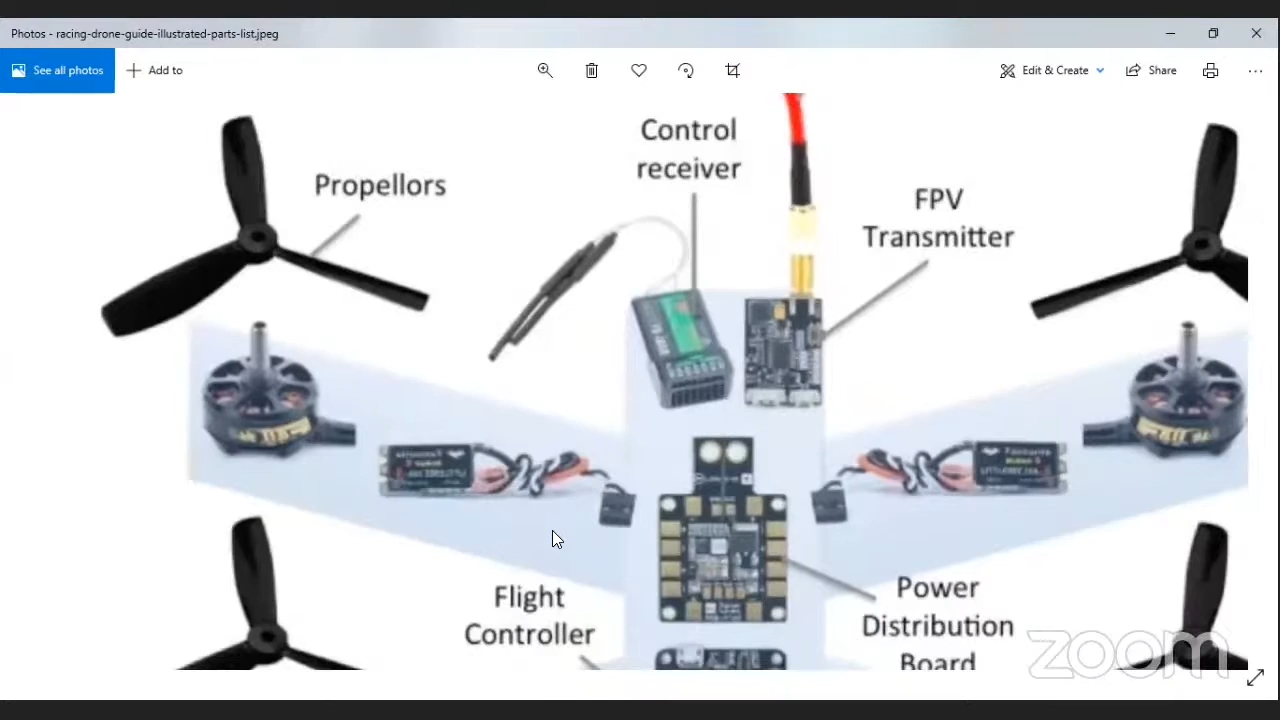 Photos - racing-drone-guide-illustrated-parts-list.jpeg
See all photos
Add to
Edit & Create
Share
Control
receiver
Propellors
FPV
Transmitter
Flight
Controller
Power
Distribution
Board
zoom